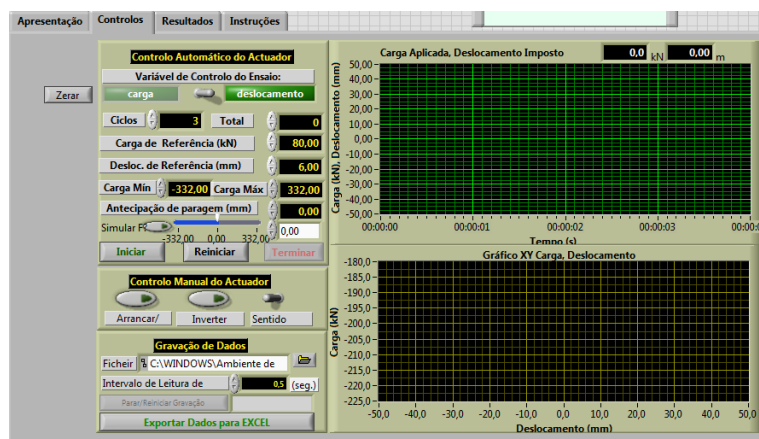 Apresentação Controlos Resultados Instruções
Zerar
Controlo Automático do Actuador
Variável de Controlo do Ensaio:
carga deslocamento
Ciclos 3 Total 0
Carga de Referência (kN) 80,00
Desloc. de Referência (mm) 6,00
Carga Mín -332,00 Carga Máx 332,00
Antecipação de paragem (mm) 0,00
Simular F 0,00
-332,00 0,00 332,00
Iniciar Reiniciar Terminar
Controlo Manual do Actuador
Arrancar/ Inverter Sentido
Gravação de Dados
Ficheir C:\WINDOWS\Ambiente de
Intervalo de Leitura de 0,5 (seg.)
Parar/Reiniciar Gravação
Exportar Dados para EXCEL
Carga Aplicada, Deslocamento Imposto 0,0 kN 0,00 m
Carga (kN), Deslocamento (mm)
50,00
40,00
30,00
20,00
10,00
0,00
-10,00
-20,00
-30,00
-40,00
-50,00
00:00:00 00:00:01 00:00:02 00:00:03 00:00:
Tempo (s)
Gráfico XY Carga, Deslocamento
Carga (kN)
-180,0
-185,0
-190,0
-195,0
-200,0
-205,0
-210,0
-215,0
-220,0
-225,0
-50,0 -40,0 -30,0 -20,0 -10,0 0,0 10,0 20,0 30,0 40,0 50,0
Deslocamento (mm)